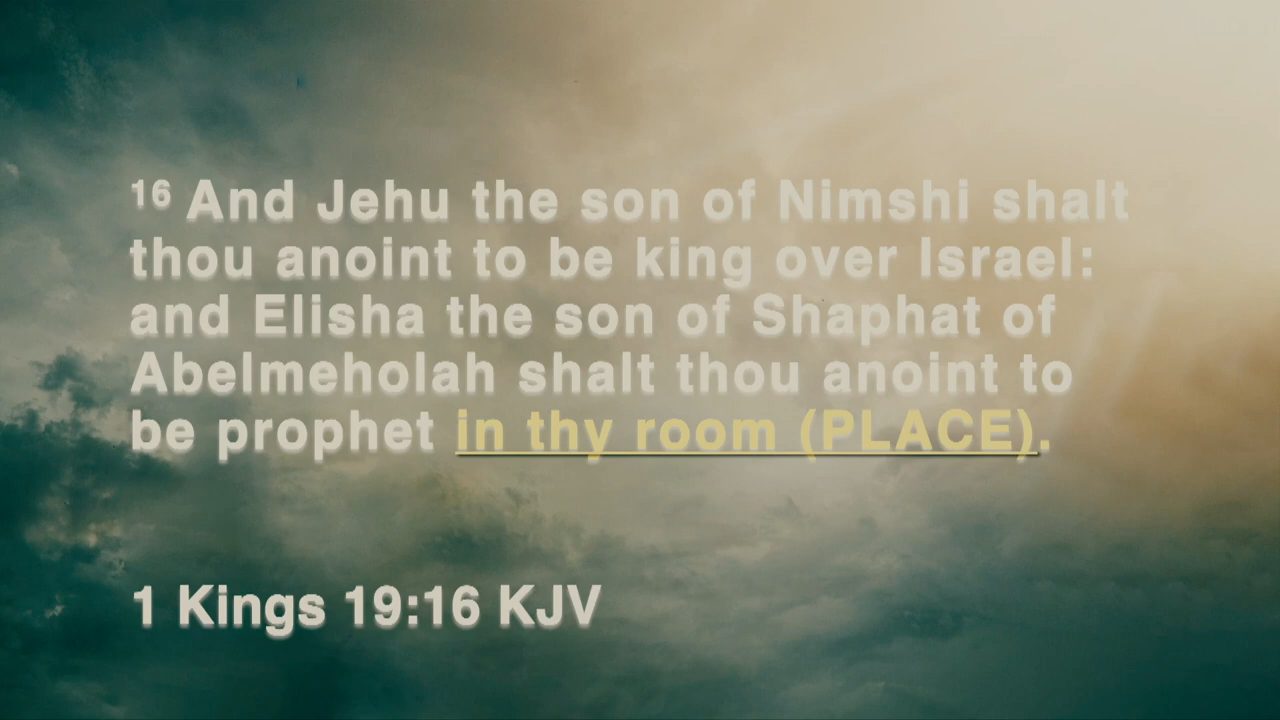 16 And Jehu the son of Nimshi shalt
thou anoint to be king over Israel:
and Elisha the son of Shaphat of
Abelmeholah shalt thou anoint to
be prophet in thy room (PLACE).
1 Kings 19:16 KJV